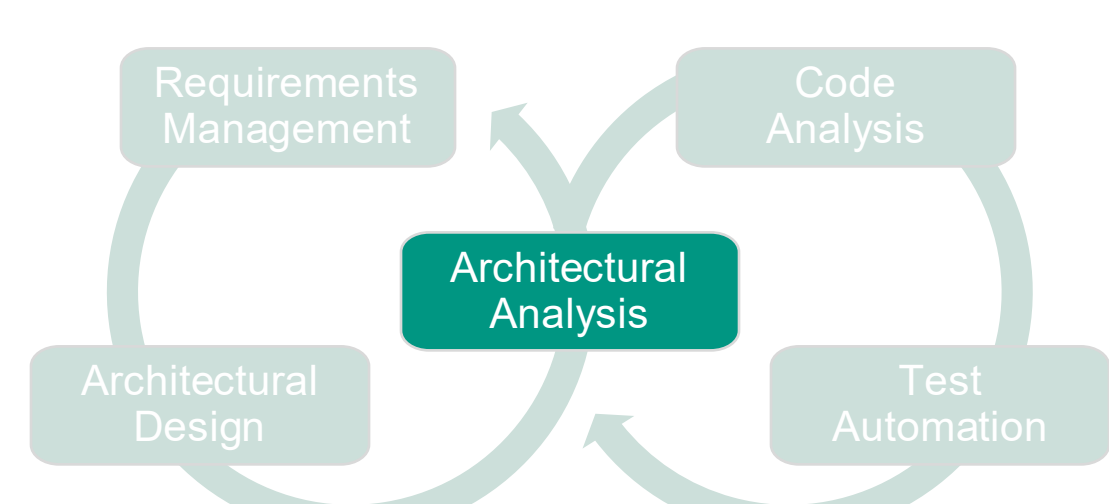 Requirements
Management
Code
Analysis
Architectural
Analysis
Architectural
Design
Test
Automation